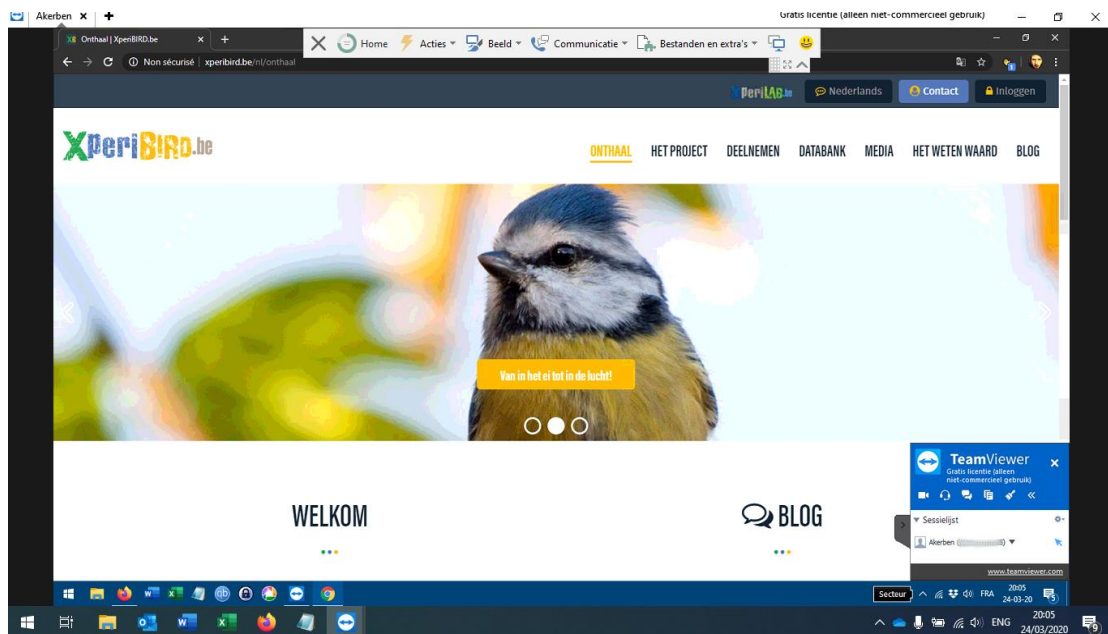 Akerben
Gratis licentie (alleen niet-commercieel gebruik)
Onthaal | XperiBIRD.be
Home Acties Beeld Communicatie Bestanden en extra's
Non sécurisé xperibird.be/nl/onthaal
XperiLAB.be Nederlands Contact Inloggen
XperiBIRD.be
ONTHAAL HET PROJECT DEELNEMEN DATABANK MEDIA HET WETEN WAARD BLOG
Van in het ei tot in de lucht!
WELKOM
BLOG
TeamViewer
Gratis licentie (alleen
niet-commercieel gebruik)
Sessielijst
Akerben
www.teamviewer.com
Secteur
FRA
20:05
24-03-20
5
ENG
20:05
24/03/2020
9